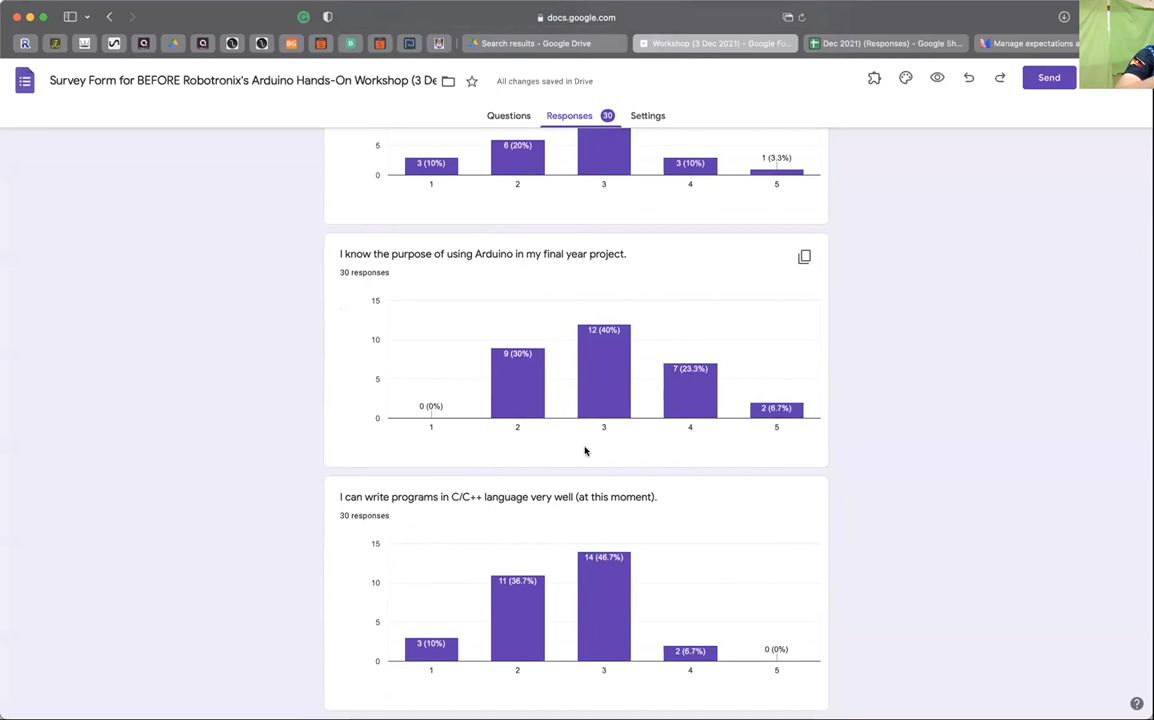 docs.google.com
Search results - Google Drive
Workshop (3 Dec 2021) - Google Fo...
Dec 2021) (Responses) - Google Sh...
Manage expectations a
Survey Form for BEFORE Robotronix's Arduino Hands-On Workshop (3 De
All changes saved in Drive
Send
Questions
Responses 30
Settings
5
0
3 (10%)
6 (20%)
3 (10%)
1 (3.3%)
1 2 3 4 5
I know the purpose of using Arduino in my final year project.
30 responses
15
10
5
0
0 (0%)
9 (30%)
12 (40%)
7 (23.3%)
2 (6.7%)
1 2 3 4 5
I can write programs in C/C++ language very well (at this moment).
30 responses
15
10
5
0
3 (10%)
11 (36.7%)
14 (46.7%)
2 (6.7%)
0 (0%)
1 2 3 4 5